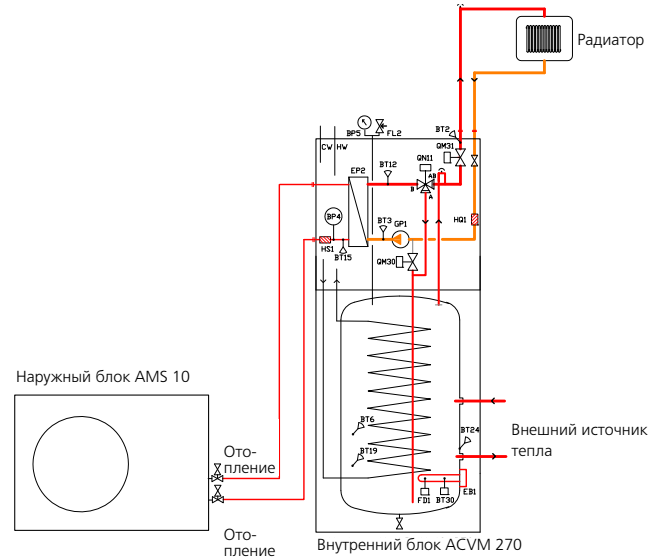 Радиатор
BP5
FL2
BT2
QM31
CW
HW
EP2
BT12
QN11
AB
B
A
BP4
BT3
GP1
HQ1
HS1
BT15
QM30
Наружный блок AMS 10
Ото-
пление
Ото-
пление
BT6
BT19
BT24
Внешний источник
тепла
FD1
BT30
EB1
Внутренний блок ACVM 270